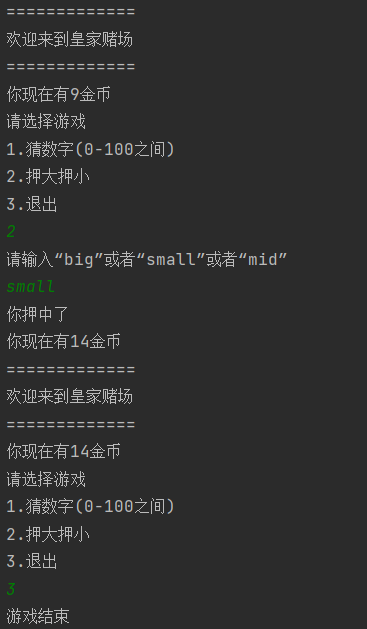 =============
欢迎来到皇家赌场
=============
你现在有9金币
请选择游戏
1.猜数字(0-100之间)
2.押大押小
3.退出
2
请输入“big”或者“small”或者“mid”
small
你押中了
你现在有14金币
=============
欢迎来到皇家赌场
=============
你现在有14金币
请选择游戏
1.猜数字(0-100之间)
2.押大押小
3.退出
3
游戏结束